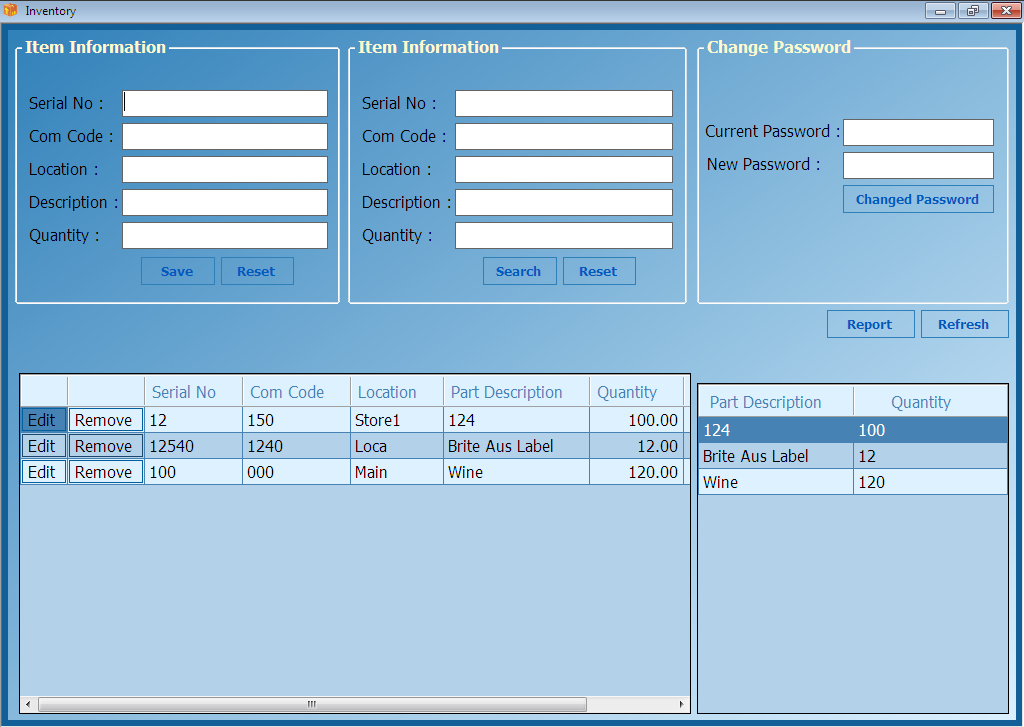 Inventory
Item Information
Serial No :
Com Code :
Location :
Description :
Quantity :
Save Reset
Item Information
Serial No :
Com Code :
Location :
Description :
Quantity :
Search Reset
Change Password
Current Password :
New Password :
Changed Password
Report Refresh
Serial No Com Code Location Part Description Quantity
Edit Remove 12 150 Store1 124 100.00
Edit Remove 12540 1240 Loca Brite Aus Label 12.00
Edit Remove 100 000 Main Wine 120.00
Part Description Quantity
124 100
Brite Aus Label 12
Wine 120